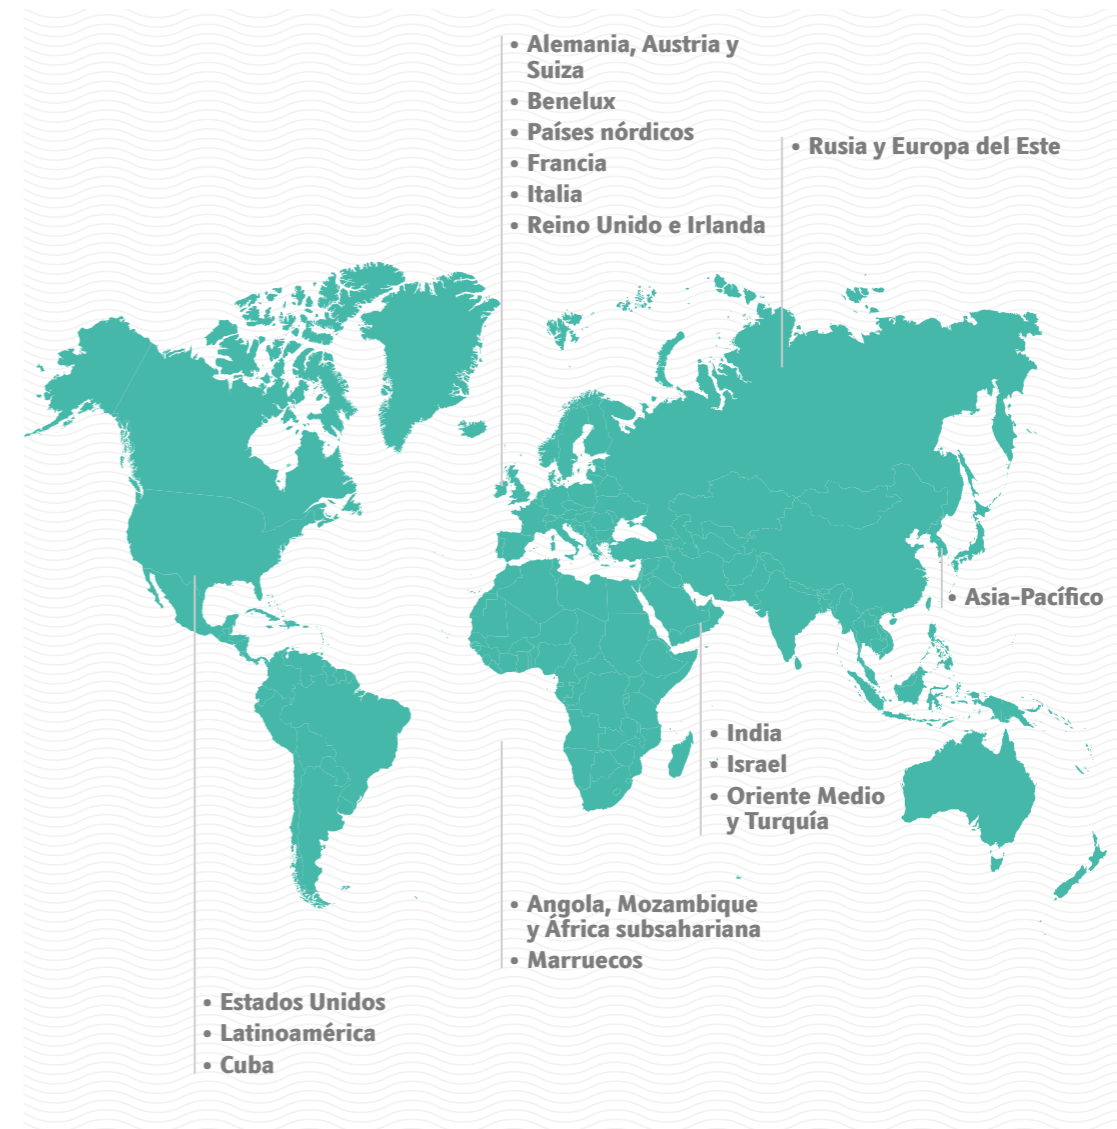 • Alemania, Austria y
Suiza
• Benelux
• Países nórdicos
• Francia
• Italia
• Reino Unido e Irlanda
• Rusia y Europa del Este
• Asia-Pacífico
• India
• Israel
• Oriente Medio
y Turquía
• Angola, Mozambique
y África subsahariana
• Marruecos
• Estados Unidos
• Latinoamérica
• Cuba